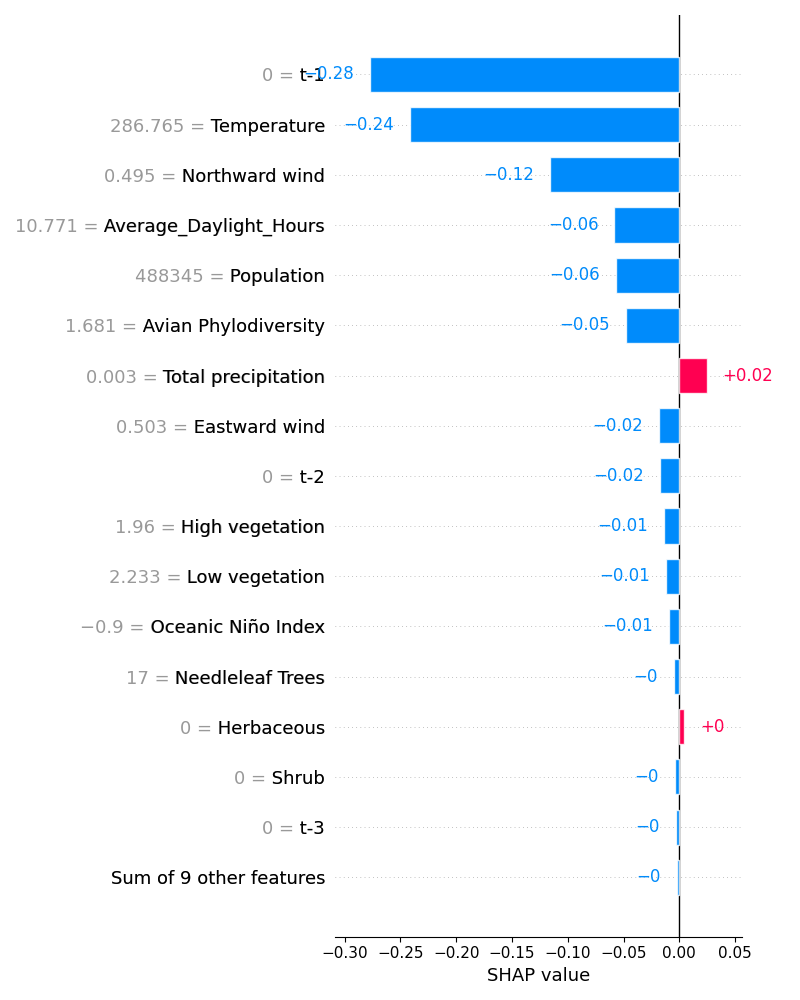 0 = t-1 −0.28
286.765 = Temperature −0.24
0.495 = Northward wind −0.12
10.771 = Average_Daylight_Hours −0.06
488345 = Population −0.06
1.681 = Avian Phylodiversity −0.05
0.003 = Total precipitation +0.02
0.503 = Eastward wind −0.02
0 = t-2 −0.02
1.96 = High vegetation −0.01
2.233 = Low vegetation −0.01
−0.9 = Oceanic Niño Index −0.01
17 = Needleleaf Trees −0
0 = Herbaceous +0
0 = Shrub −0
0 = t-3 −0
Sum of 9 other features −0
−0.30 −0.25 −0.20 −0.15 −0.10 −0.05 0.00 0.05
SHAP value